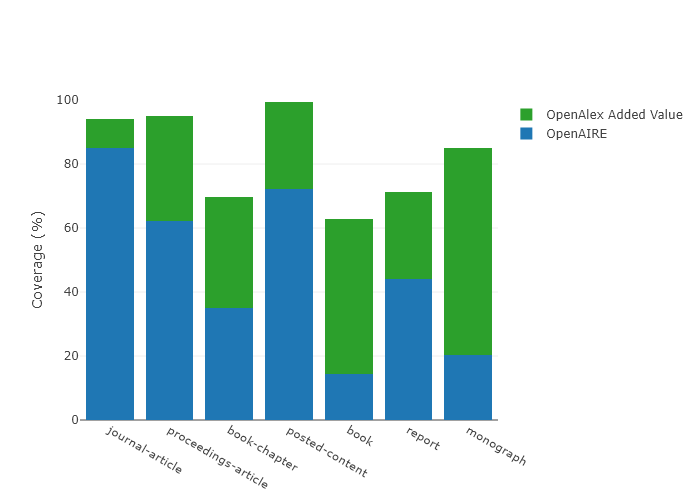 100
80
60
40
20
0
Coverage (%)
journal-article
proceedings-article
book-chapter
posted-content
book
report
monograph
OpenAlex Added Value
OpenAIRE